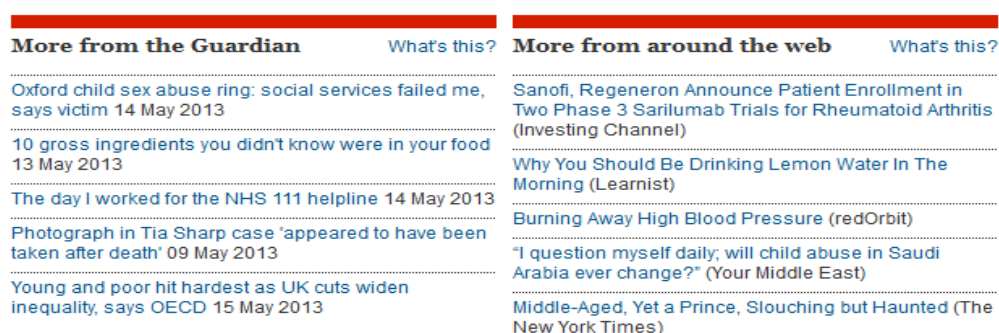 More from the Guardian
What's this?
Oxford child sex abuse ring: social services failed me,
says victim 14 May 2013
10 gross ingredients you didn't know were in your food
13 May 2013
The day I worked for the NHS 111 helpline 14 May 2013
Photograph in Tia Sharp case 'appeared to have been
taken after death' 09 May 2013
Young and poor hit hardest as UK cuts widen
inequality, says OECD 15 May 2013
More from around the web
What's this?
Sanofi, Regeneron Announce Patient Enrollment in
Two Phase 3 Sarilumab Trials for Rheumatoid Arthritis
(Investing Channel)
Why You Should Be Drinking Lemon Water In The
Morning (Learnist)
Burning Away High Blood Pressure (redOrbit)
“I question myself daily; will child abuse in Saudi
Arabia ever change?” (Your Middle East)
Middle-Aged, Yet a Prince, Slouching but Haunted (The
New York Times)